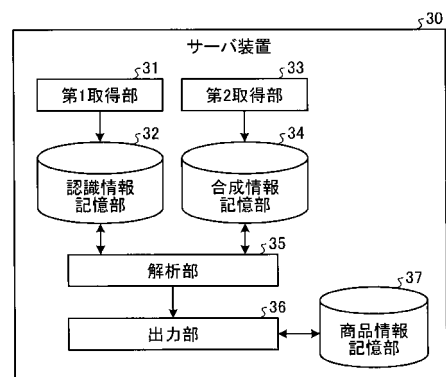 30
サーバ装置
31
33
第1取得部
第2取得部
32
34
認識情報
記憶部
合成情報
記憶部
35
解析部
36
37
出力部
商品情報
記憶部